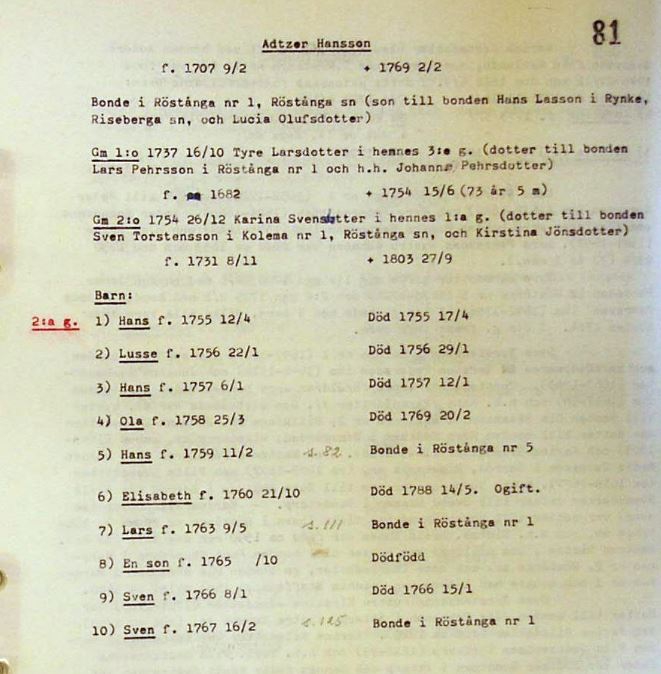 81
Adtzer Hansson
f. 1707 9/2 + 1769 2/2
Bonde i Röstånga nr 1, Röstånga sn (son till bonden Hans Lasson i Rynke,
Riseberga sn, och Lucia Olufsdotter)
Gm 1:o 1737 16/10 Tyre Larsdotter i hennes 3:e g. (dotter till bonden
Lars Pehrsson i Röstånga nr 1 och h.h. Johanna Pehrsdotter)
f. 1682 + 1754 15/6 (73 år 5 m)
Gm 2:o 1754 26/12 Karina Svensdotter i hennes 1:a g. (dotter till bonden
Sven Torstensson i Kolema nr 1, Röstånga sn, och Kirstina Jönsdotter)
f. 1731 8/11 + 1803 27/9
Barn:
2:a g. 1) Hans f. 1755 12/4 Död 1755 17/4
2) Lusse f. 1756 22/1 Död 1756 29/1
3) Hans f. 1757 6/1 Död 1757 12/1
4) Ola f. 1758 25/3 Död 1769 20/2
5) Hans f. 1759 11/2 s. 82. Bonde i Röstånga nr 5
6) Elisabeth f. 1760 21/10 Död 1788 14/5. Ogift.
7) Lars f. 1763 9/5 s. 111 Bonde i Röstånga nr 1
8) En son f. 1765 /10 Dödfödd
9) Sven f. 1766 8/1 Död 1766 15/1
10) Sven f. 1767 16/2 s. 125 Bonde i Röstånga nr 1